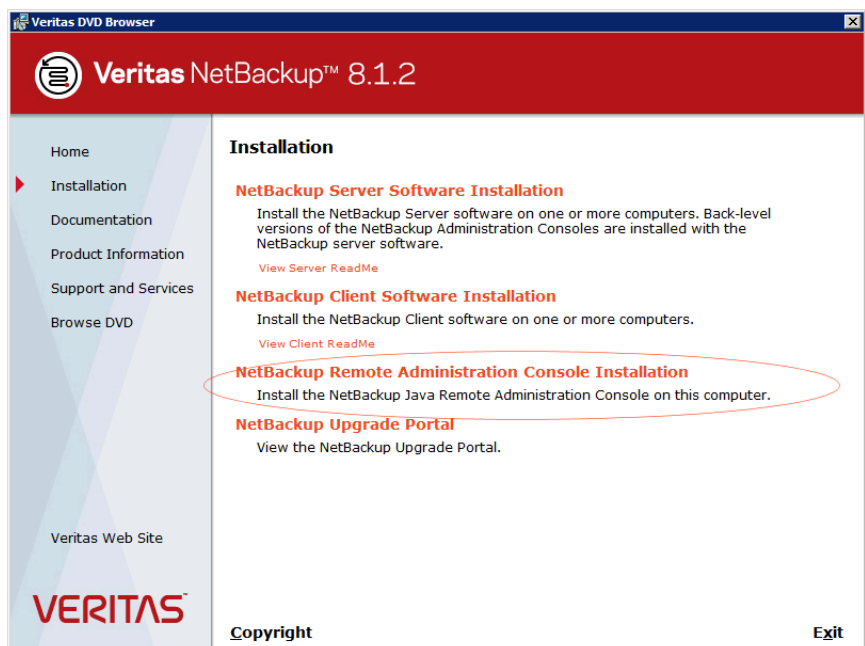 Veritas DVD Browser
Veritas NetBackup™ 8.1.2
Home
Installation
Documentation
Product Information
Support and Services
Browse DVD
Veritas Web Site
VERITAS™
Installation
NetBackup Server Software Installation
Install the NetBackup Server software on one or more computers. Back-level
versions of the NetBackup Administration Consoles are installed with the
NetBackup server software.
View Server ReadMe
NetBackup Client Software Installation
Install the NetBackup Client software on one or more computers.
View Client ReadMe
NetBackup Remote Administration Console Installation
Install the NetBackup Java Remote Administration Console on this computer.
NetBackup Upgrade Portal
View the NetBackup Upgrade Portal.
Copyright
Exit